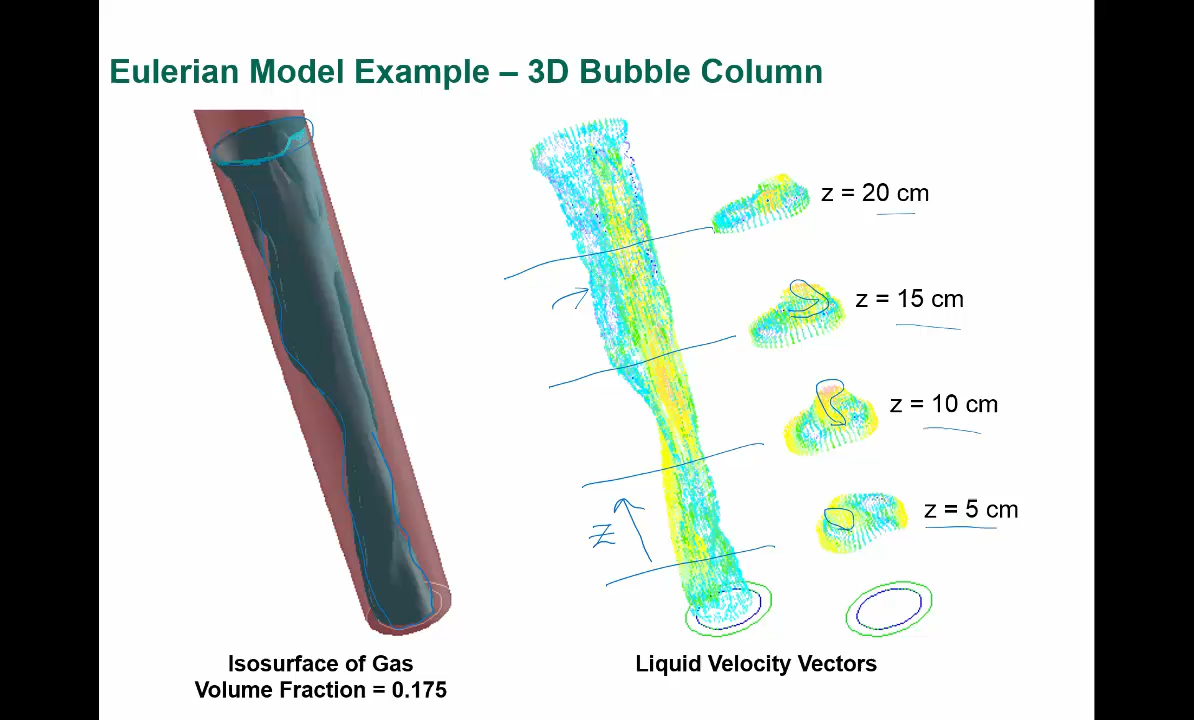 Eulerian Model Example – 3D Bubble Column
z = 20 cm
z = 15 cm
z = 10 cm
z = 5 cm
z
Isosurface of Gas
Volume Fraction = 0.175
Liquid Velocity Vectors